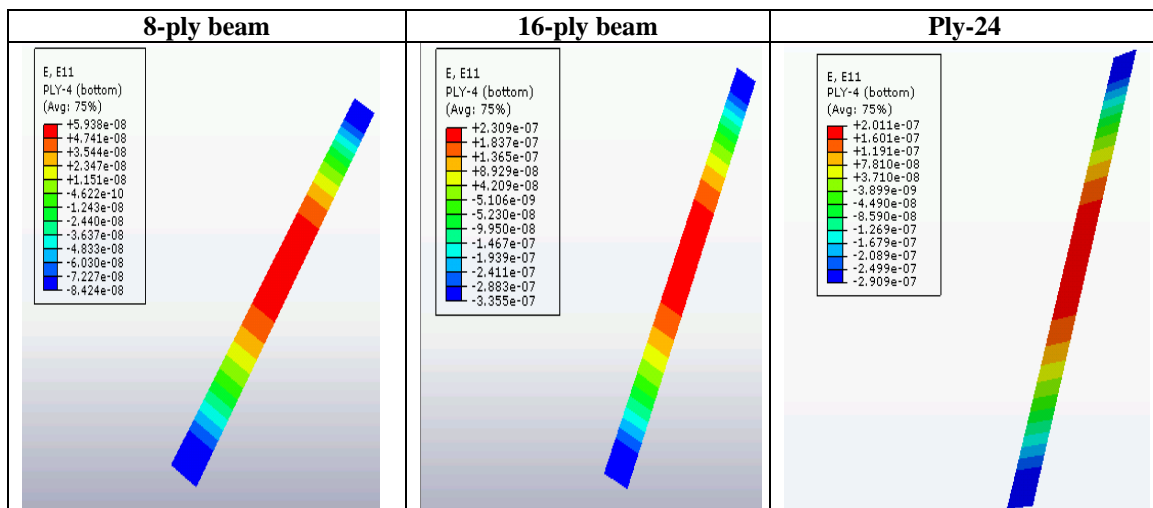 8-ply beam
16-ply beam
Ply-24
E, E11
PLY-4 (bottom)
(Avg: 75%)
+5.938e-08
+4.741e-08
+3.544e-08
+2.347e-08
+1.151e-08
-4.622e-10
-1.243e-08
-2.440e-08
-3.637e-08
-4.833e-08
-6.030e-08
-7.227e-08
-8.424e-08
E, E11
PLY-4 (bottom)
(Avg: 75%)
+2.309e-07
+1.837e-07
+1.365e-07
+8.929e-08
+4.209e-08
-5.106e-09
-5.230e-08
-9.950e-08
-1.467e-07
-1.939e-07
-2.411e-07
-2.883e-07
-3.355e-07
E, E11
PLY-4 (bottom)
(Avg: 75%)
+2.011e-07
+1.601e-07
+1.191e-07
+7.810e-08
+3.710e-08
-3.899e-09
-4.490e-08
-8.590e-08
-1.269e-07
-1.679e-07
-2.089e-07
-2.499e-07
-2.909e-07